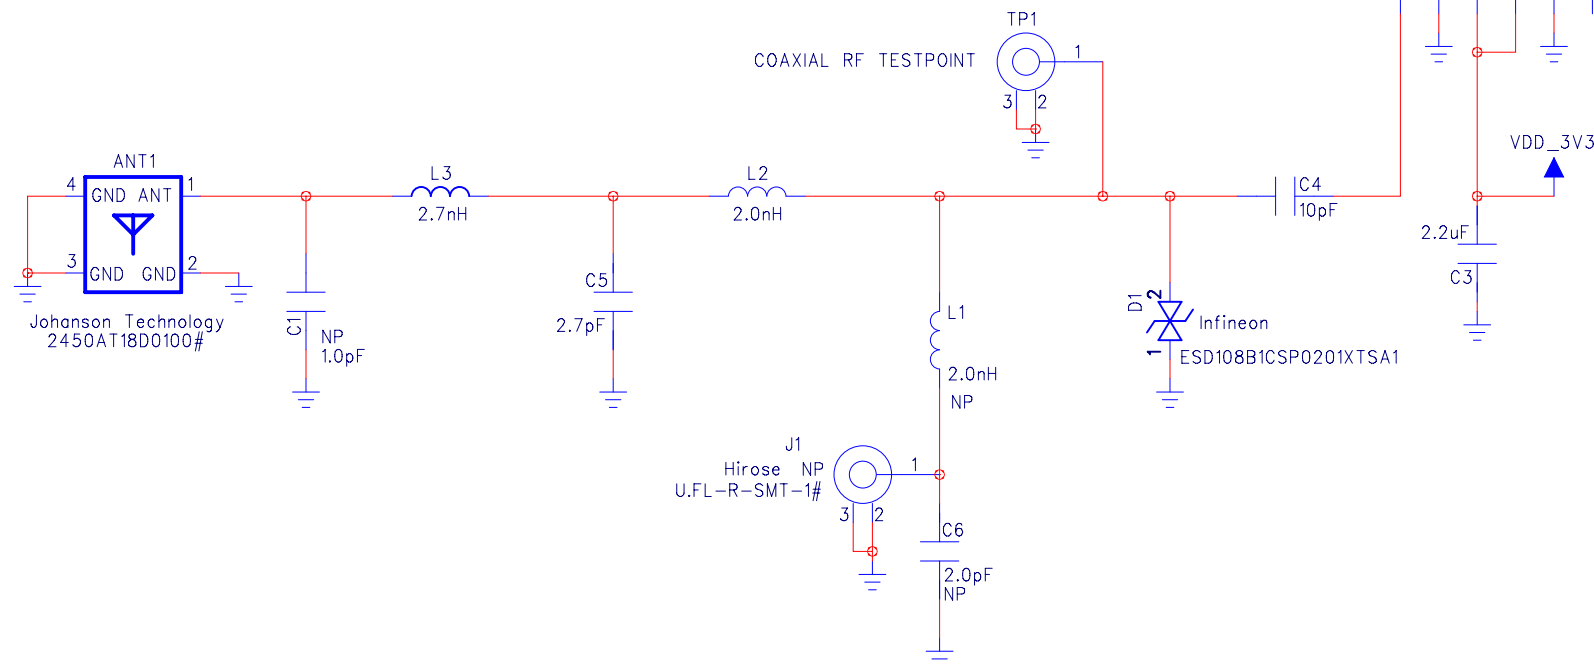 TP1
COAXIAL RF TESTPOINT
1
3
2
VDD_3V3
ANT1
4
GND ANT
1
3
GND GND
2
Johanson Technology
2450AT18D0100#
L3
2.7nH
L2
2.0nH
C4
10pF
2.2uF
C3
C1
NP
1.0pF
C5
2.7pF
L1
2.0nH
NP
D1
2
1
Infineon
ESD108B1CSP0201XTSA1
J1
Hirose NP
U.FL-R-SMT-1#
1
3
2
C6
2.0pF
NP